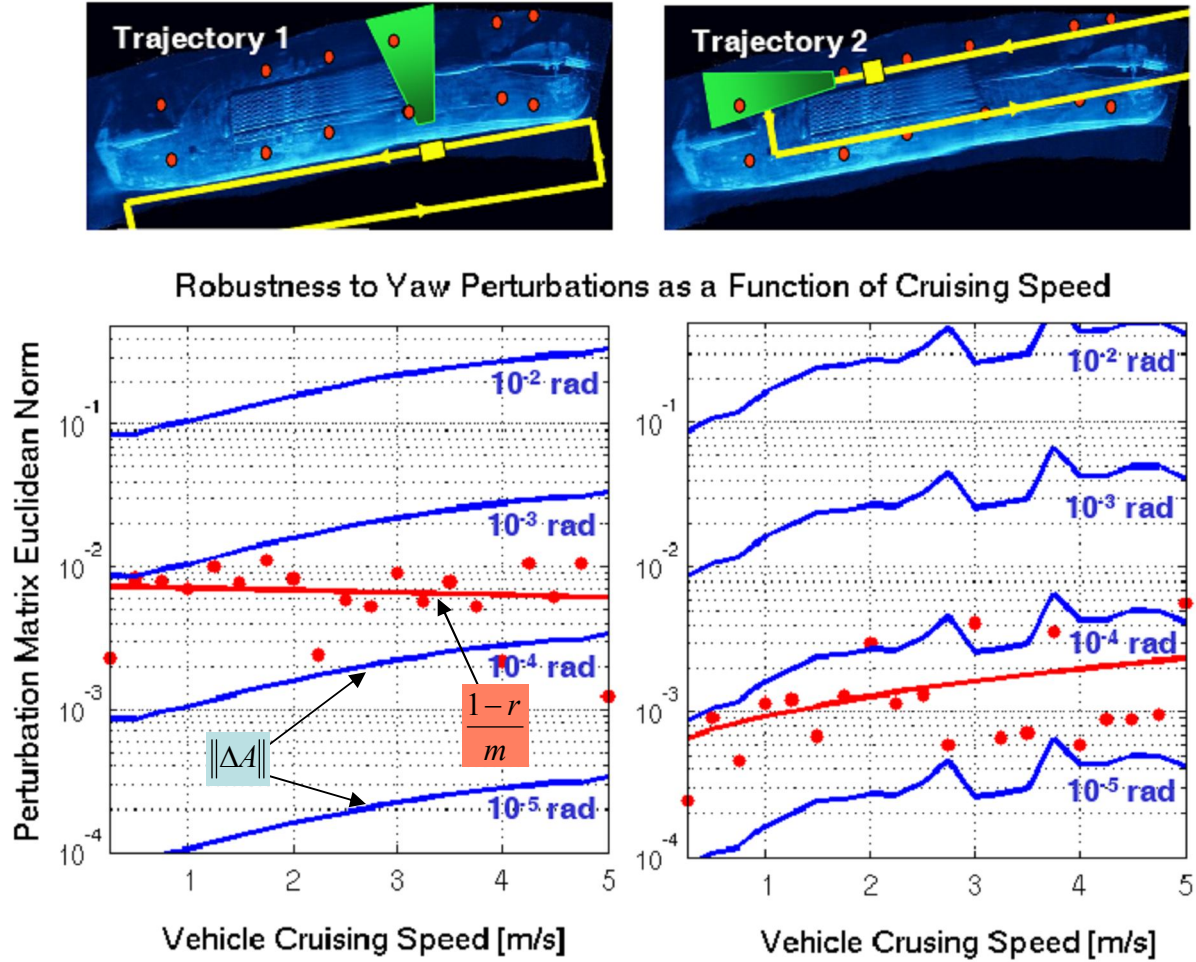 Trajectory 1
Trajectory 2
Robustness to Yaw Perturbations as a Function of Cruising Speed
Perturbation Matrix Euclidean Norm
10^-1
10^-2
10^-3
10^-4
10^-2 rad
10^-3 rad
10^-4 rad
10^-5 rad
‖ΔA‖
1−r
m
1 2 3 4 5
Vehicle Cruising Speed [m/s]
10^-1
10^-2
10^-3
10^-4
10^-2 rad
10^-3 rad
10^-4 rad
10^-5 rad
1 2 3 4 5
Vehicle Crusing Speed [m/s]